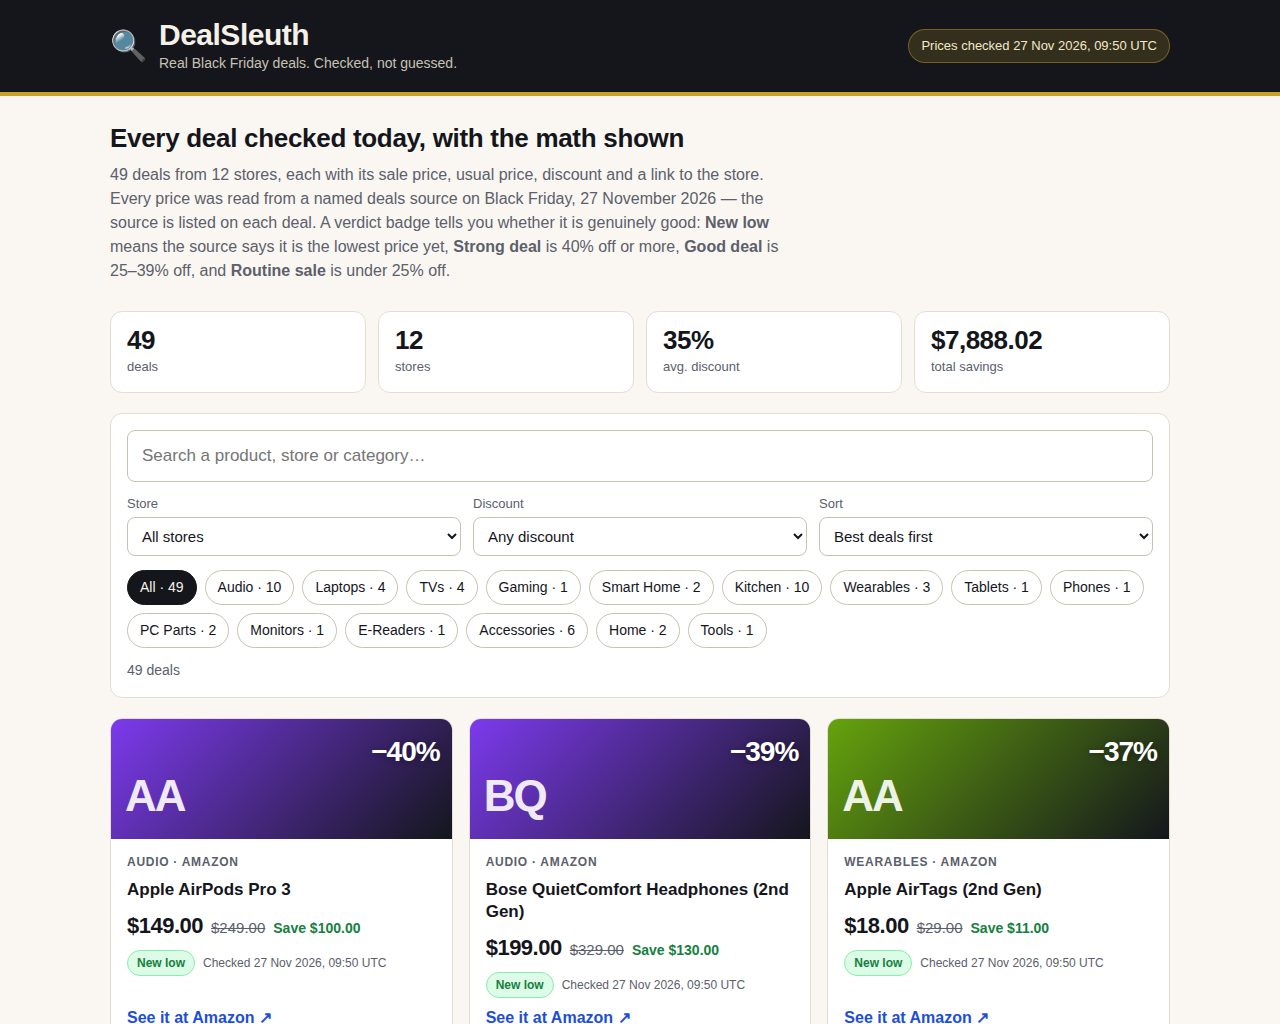 DealSleuth
Real Black Friday deals. Checked, not guessed.
Prices checked 27 Nov 2026, 09:50 UTC
Every deal checked today, with the math shown
49 deals from 12 stores, each with its sale price, usual price, discount and a link to the store.
Every price was read from a named deals source on Black Friday, 27 November 2026 — the
source is listed on each deal. A verdict badge tells you whether it is genuinely good: New low
means the source says it is the lowest price yet, Strong deal is 40% off or more, Good deal is
25–39% off, and Routine sale is under 25% off.
49
deals
12
stores
35%
avg. discount
$7,888.02
total savings
Search a product, store or category…
Store
Discount
Sort
All stores
Any discount
Best deals first
All · 49
Audio · 10
Laptops · 4
TVs · 4
Gaming · 1
Smart Home · 2
Kitchen · 10
Wearables · 3
Tablets · 1
Phones · 1
PC Parts · 2
Monitors · 1
E-Readers · 1
Accessories · 6
Home · 2
Tools · 1
49 deals
−40%
AA
AUDIO · AMAZON
Apple AirPods Pro 3
$149.00 $249.00 Save $100.00
New low Checked 27 Nov 2026, 09:50 UTC
See it at Amazon ↗
−39%
BQ
AUDIO · AMAZON
Bose QuietComfort Headphones (2nd
Gen)
$199.00 $329.00 Save $130.00
New low Checked 27 Nov 2026, 09:50 UTC
See it at Amazon ↗
−37%
AA
WEARABLES · AMAZON
Apple AirTags (2nd Gen)
$18.00 $29.00 Save $11.00
New low Checked 27 Nov 2026, 09:50 UTC
See it at Amazon ↗